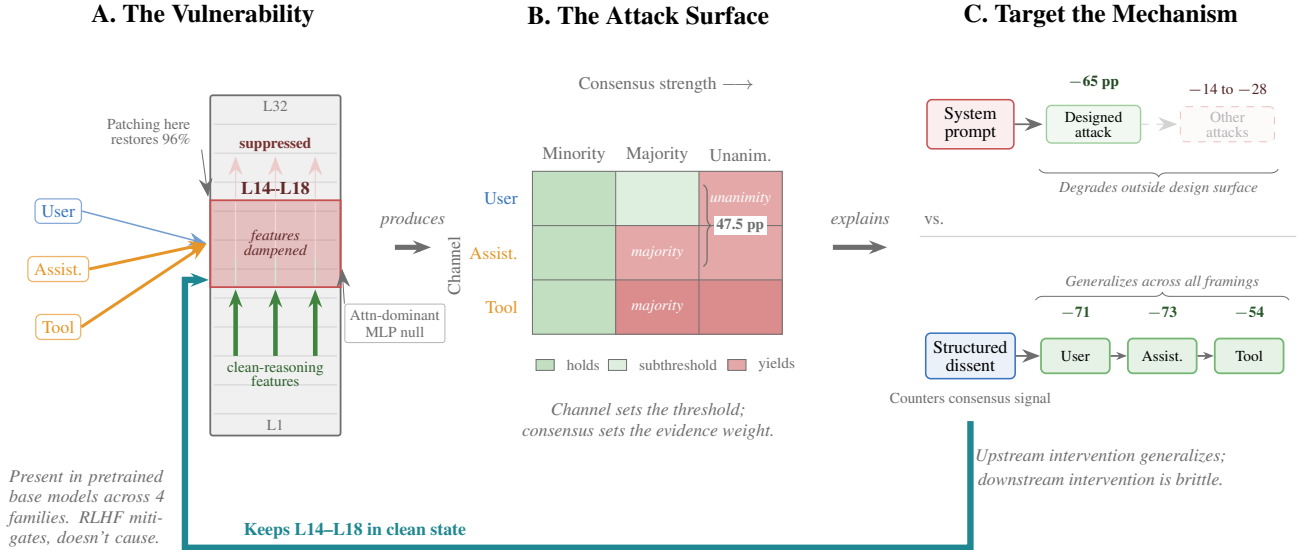 A. The Vulnerability
L32
Patching here
restores 96%
suppressed
L14--L18
User
features
dampened
Assist.
Tool
Attn-dominant
MLP null
clean-reasoning
features
L1
Present in pretrained
base models across 4
families. RLHF miti-
gates, doesn't cause.
Keeps L14–L18 in clean state
produces
B. The Attack Surface
Consensus strength →
Minority Majority Unanim.
Channel
User
unanimity
47.5 pp
Assist.
majority
Tool
majority
holds subthreshold yields
Channel sets the threshold;
consensus sets the evidence weight.
explains
C. Target the Mechanism
−65 pp
−14 to −28
System
prompt
Designed
attack
Other
attacks
Degrades outside design surface
vs.
Generalizes across all framings
−71 −73 −54
Structured
dissent
User Assist. Tool
Counters consensus signal
Upstream intervention generalizes;
downstream intervention is brittle.